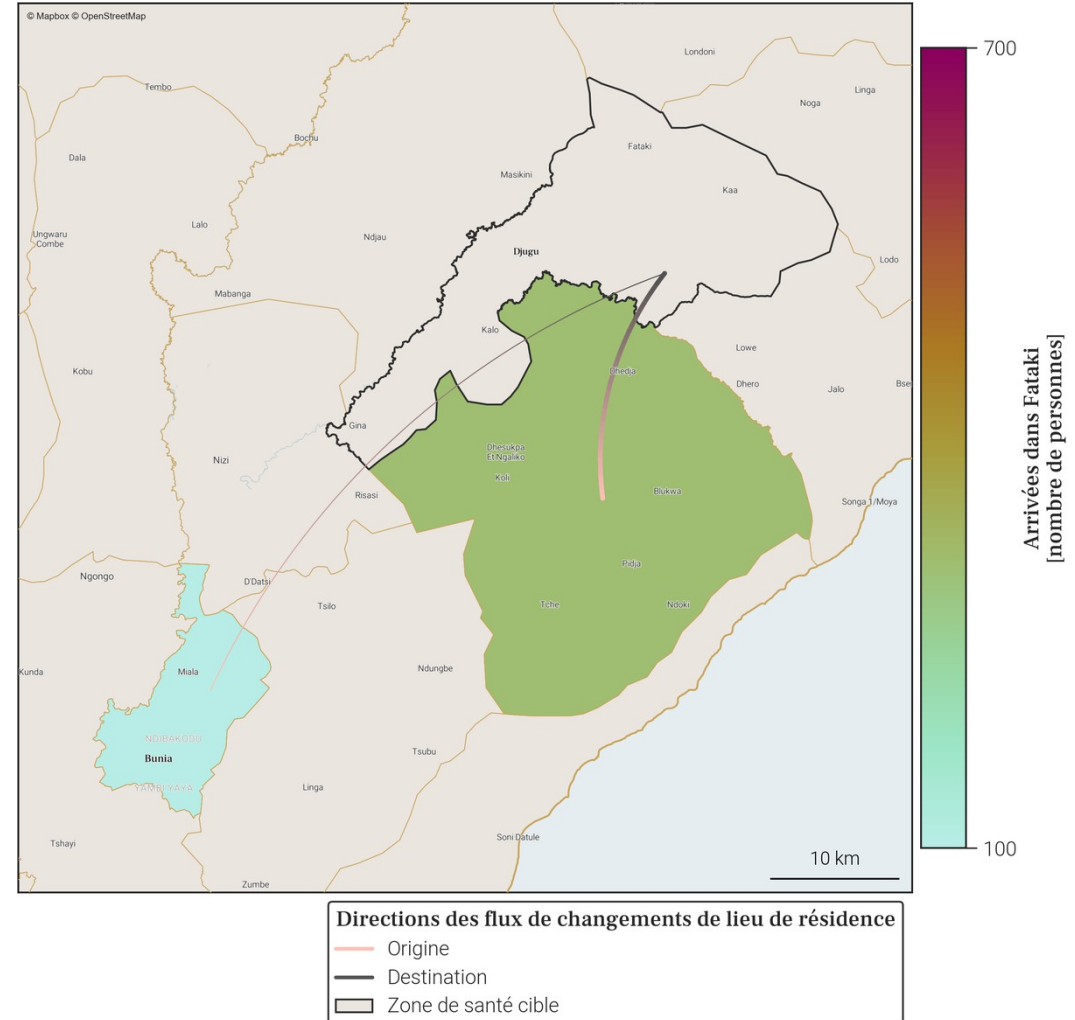 © Mapbox © OpenStreetMap
Londoni
Tembo
Linga
Noga
Bochu
Fataki
Dala
Masikini
Kaa
Lalo
Ungwaru
Combe
Ndjau
Djugu
Lodo
Mabanga
Kalo
Lowe
Kobu
Dhedja
Dhero
Jalo
Bse
Gina
Dhesukpa
Et Ngaliko
Nizi
Koli
Risasi
Blukwa
Songa 1/Moya
Pidja
Ngongo
D'Datsi
Tsilo
Tche
Ndoki
Kunda
Miala
Ndungbe
Tsubu
Bunia
Linga
YAMBI YAYA
Soni Datule
Tshayi
Zumbe
10 km
700
100
Arrivées dans Fataki
[nombre de personnes]
Directions des flux de changements de lieu de résidence
Origine
Destination
Zone de santé cible